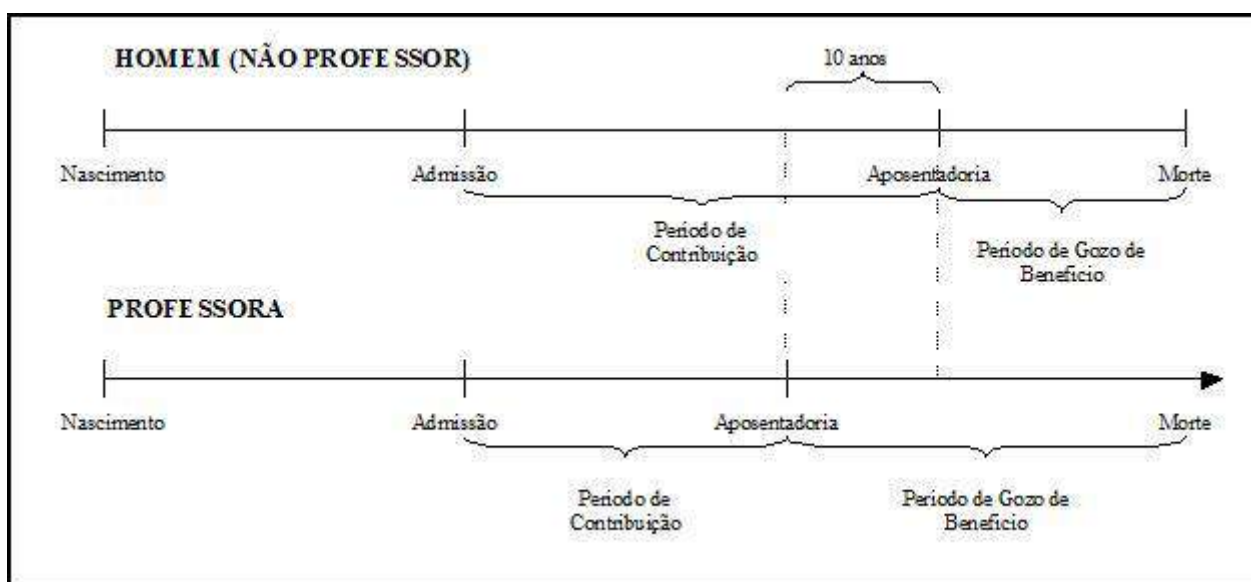 HOMEM (NÃO PROFESSOR)
10 anos
Nascimento
Admissão
Aposentadoria
Morte
Periodo de
Contribuição
Periodo de Gozo de
Beneficio
PROFESSORA
Nascimento
Admissão
Aposentadoria
Morte
Periodo de
Contribuição
Periodo de Gozo de
Beneficio